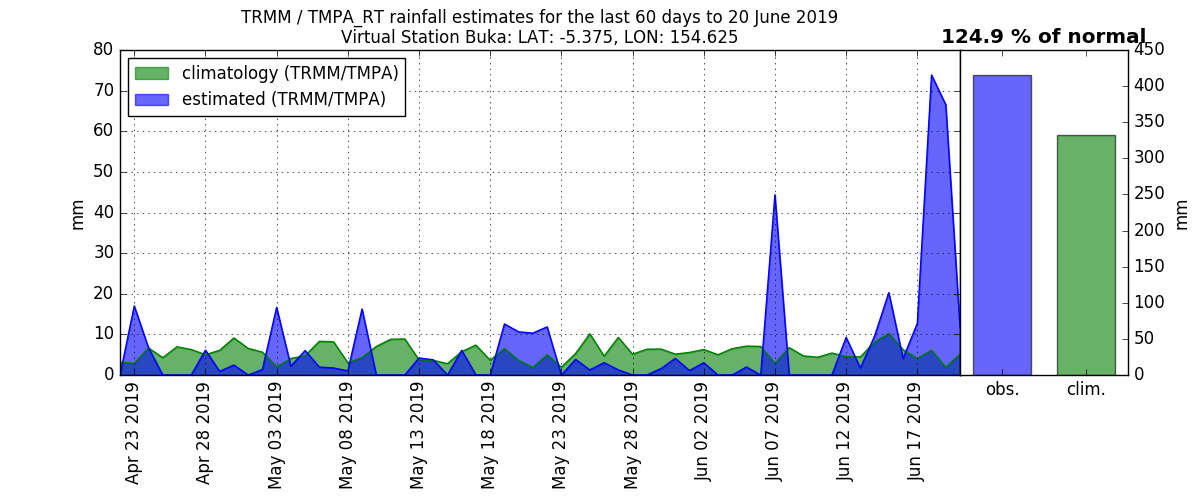 TRMM / TMPA_RT rainfall estimates for the last 60 days to 20 June 2019
Virtual Station Buka: LAT: -5.375, LON: 154.625
124.9 % of normal
climatology (TRMM/TMPA)
estimated (TRMM/TMPA)
80
70
60
50
40
30
20
10
0
mm
450
400
350
300
250
200
150
100
50
0
mm
Apr 23 2019
Apr 28 2019
May 03 2019
May 08 2019
May 13 2019
May 18 2019
May 23 2019
May 28 2019
Jun 02 2019
Jun 07 2019
Jun 12 2019
Jun 17 2019
obs.
clim.